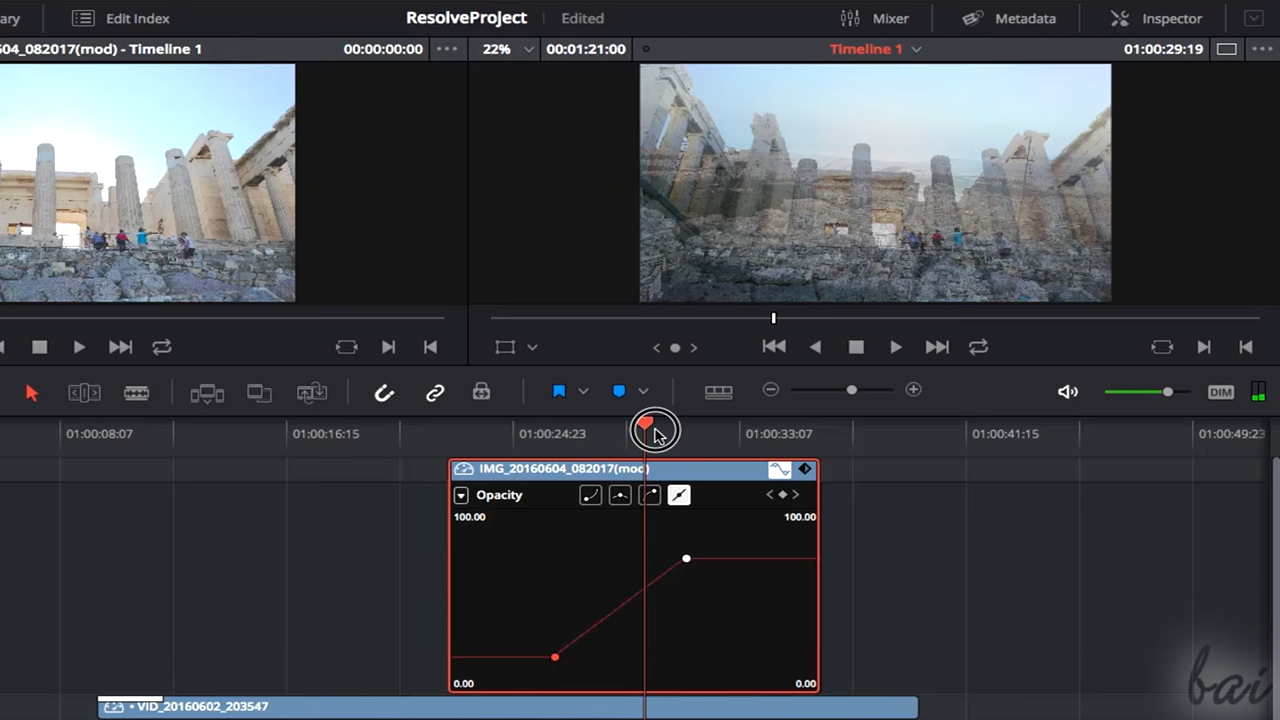 ary Edit Index ResolveProject Edited Mixer Metadata Inspector
604_082017(mod) - Timeline 1 00:00:00:00 22% 00:01:21:00 Timeline 1 01:00:29:19
DIM
01:00:08:07 01:00:16:15 01:00:24:23 01:00:33:07 01:00:41:15 01:00:49:23
IMG_20160604_082017(mod)
Opacity
100.00 100.00
0.00 0.00
bai
• VID_20160602_203547